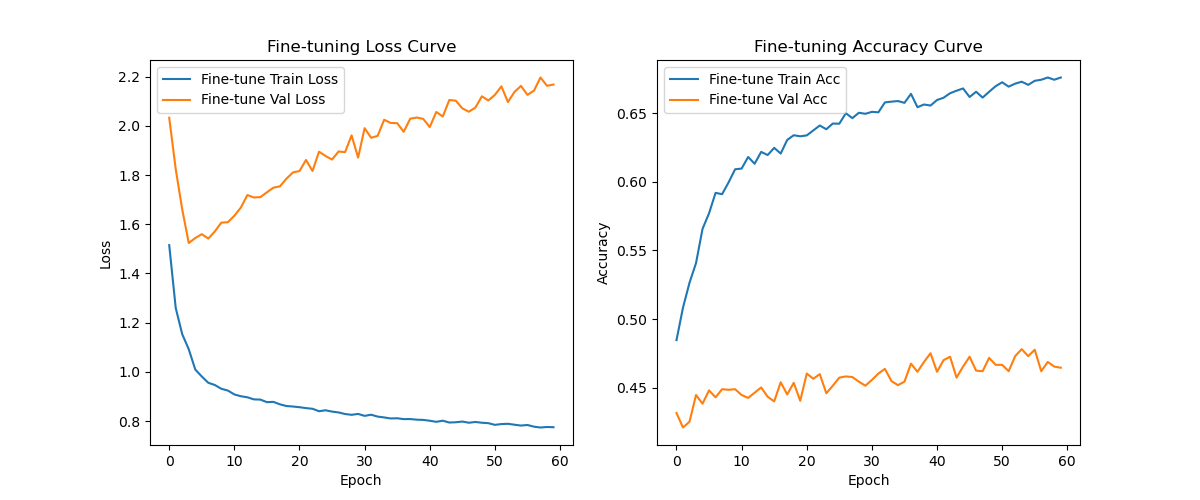 Fine-tuning Loss Curve
Fine-tune Train Loss
Fine-tune Val Loss
2.2
2.0
1.8
1.6
1.4
1.2
1.0
0.8
Loss
0 10 20 30 40 50 60
Epoch
Fine-tuning Accuracy Curve
Fine-tune Train Acc
Fine-tune Val Acc
0.65
0.60
0.55
0.50
0.45
Accuracy
0 10 20 30 40 50 60
Epoch